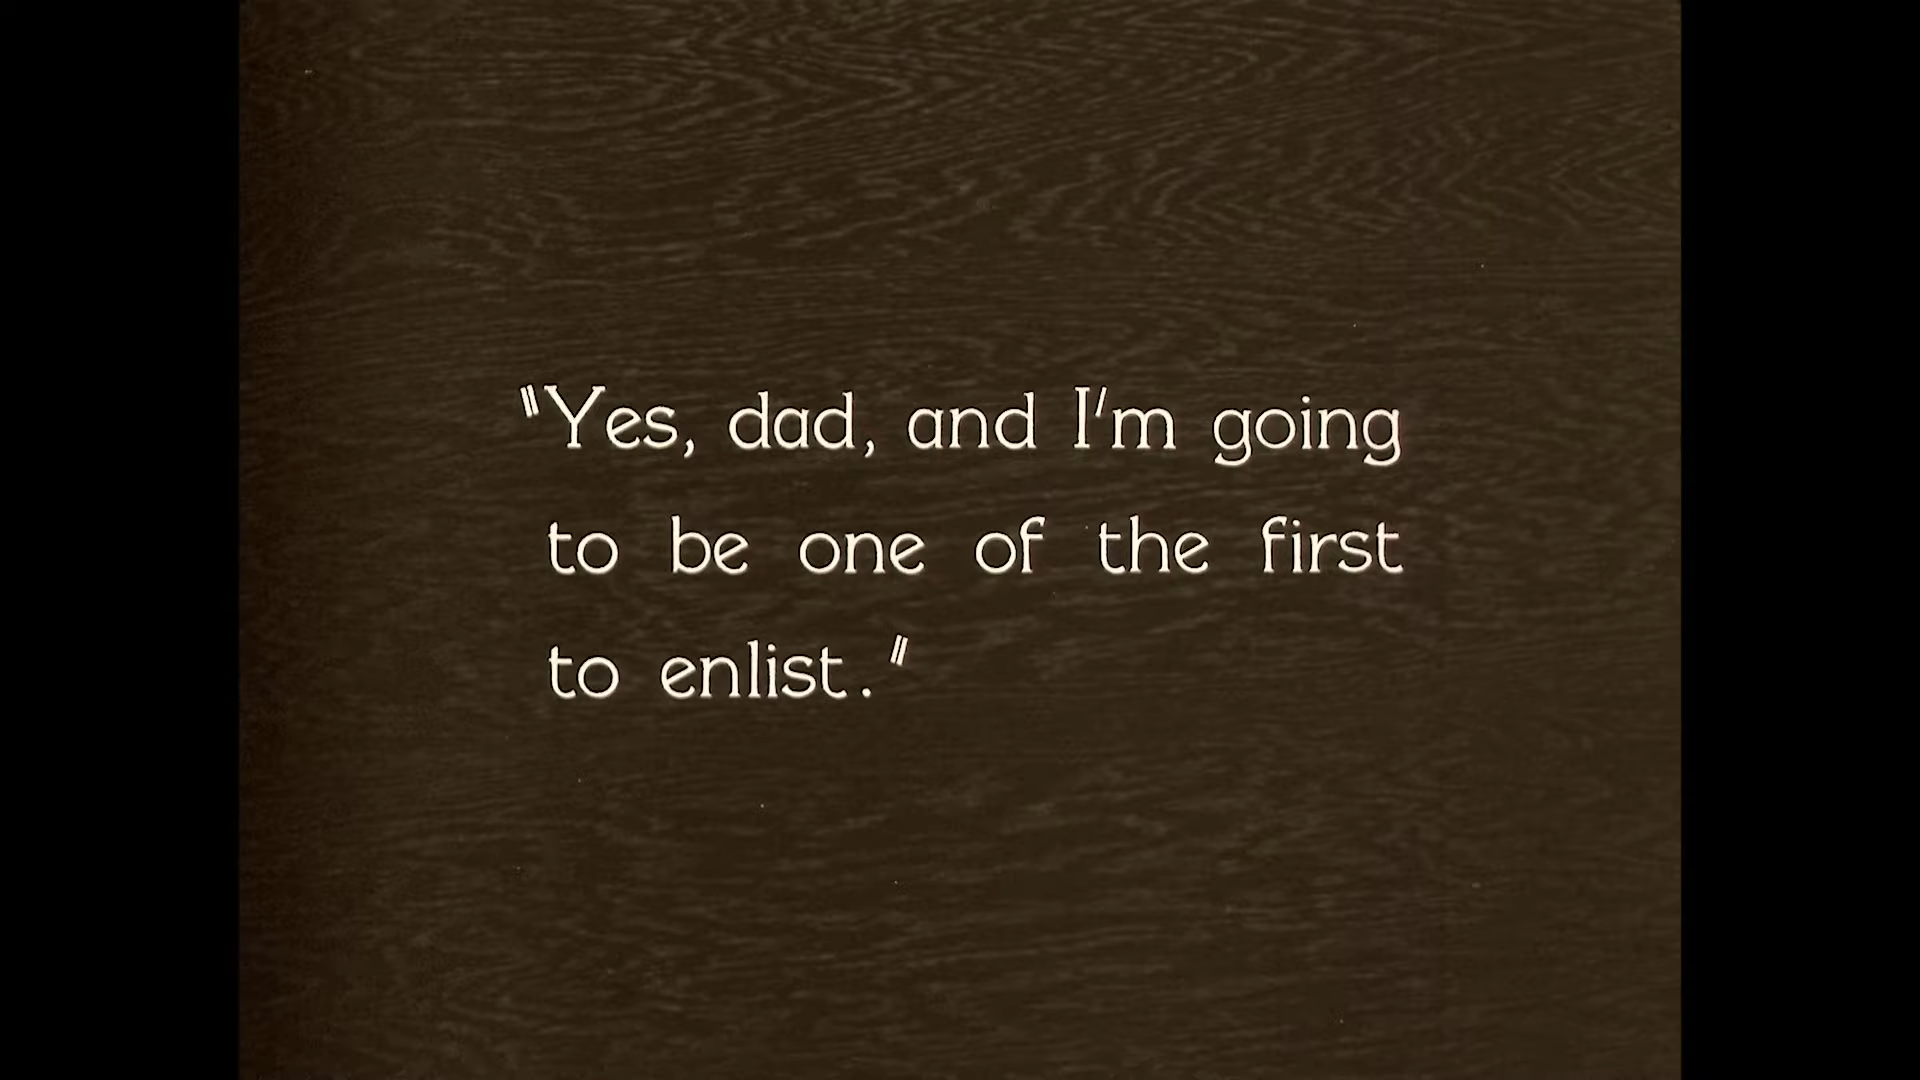 "Yes, dad, and I'm going
to be one of the first
to enlist."